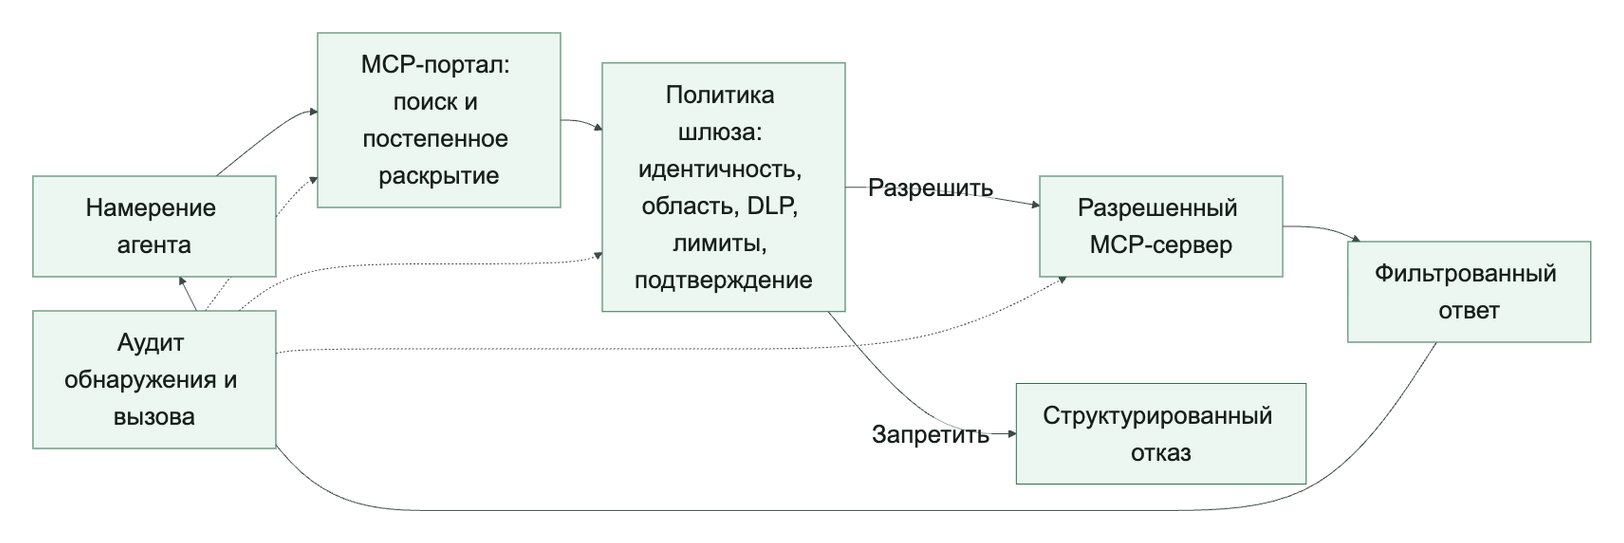 MCP-портал:
поиск и
постепенное
раскрытие
Политика
шлюза:
идентичность,
область, DLP,
лимиты,
подтверждение
Намерение
агента
Разрешить
Разрешенный
MCP-сервер
Фильтрованный
ответ
Аудит
обнаружения и
вызова
Запретить
Структурированный
отказ